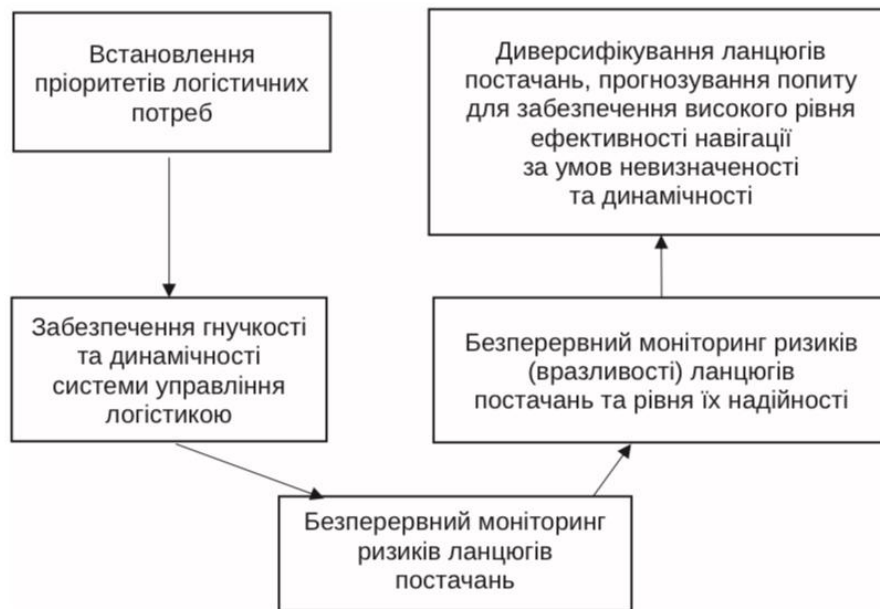 Встановлення
пріоритетів логістичних
потреб
Забезпечення гнучкості
та динамічності
системи управління
логістикою
Безперервний моніторинг
ризиків ланцюгів
постачань
Безперервний моніторинг ризиків
(вразливості) ланцюгів
постачань та рівня їх надійності
Диверсифікування ланцюгів
постачань, прогнозування попиту
для забезпечення високого рівня
ефективності навігації
за умов невизначеності
та динамічності